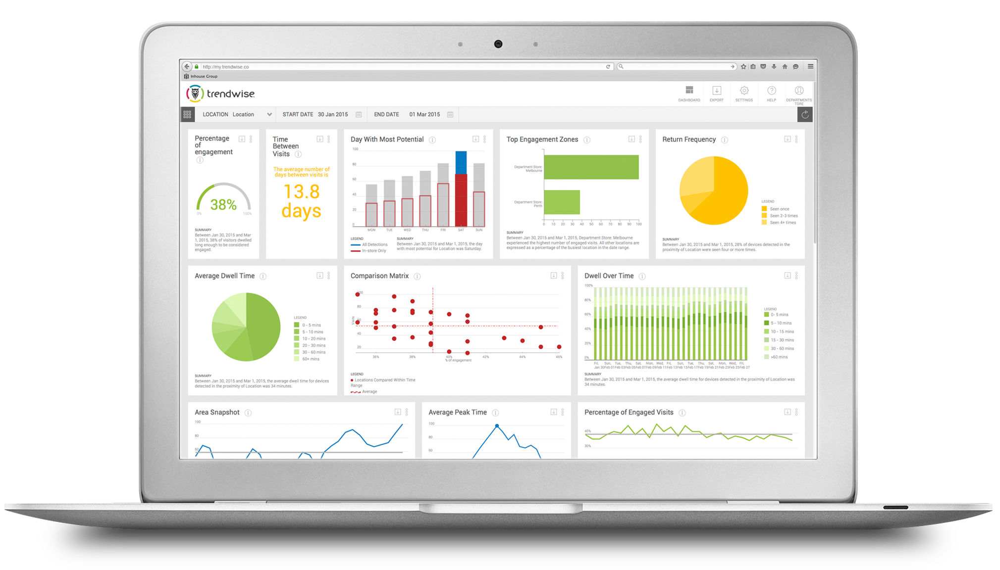 http://my.trendwise.co
Inhouse Group
trendwise
DASHBOARD
EXPORT
SETTINGS
HELP
DEPARTMENTS
TORE
LOCATION Location
START DATE 30 Jan 2015
END DATE 01 Mar 2015
Percentage
of
engagement
38%
0% 100%
SUMMARY
Between Jan 30, 2015 and Mar
1, 2015, 38% of visitors dwelled
long enough to be considered
engaged.
Time
Between
Visits
The average number of
days between visits is
13.8
days
Day With Most Potential
100
80
60
40
20
0
MON TUE WED THU FRI SAT SUN
LEGEND
All Detections
In-store Only
SUMMARY
Between Jan 30, 2015 and Mar 1, 2015, the day
with most potential for Location was Saturday.
Top Engagement Zones
Department Store:
Melbourne
Department Store:
Perth
0 10 20 30 40 50 60 70 80 90 100
SUMMARY
Between Jan 30, 2015 and Mar 1, 2015, Department Store: Melbourne
experienced the highest number of engaged visits. All other locations are
expressed as a percentage of the busiest location in the date range.
Return Frequency
LEGEND
Seen once
Seen 2-3 times
Seen 4+ times
SUMMARY
Between Jan 30, 2015 and Mar 1, 2015, 28% of devices detected in the
proximity of Location were seen four or more times.
Average Dwell Time
LEGEND
0 - 5 mins
5 - 10 mins
10 - 20 mins
20 - 30 mins
30 - 60 mins
60+ mins
SUMMARY
Between Jan 30, 2015 and Mar 1, 2015, the average dwell time for devices
detected in the proximity of Location was 34 minutes.
Comparison Matrix
100
80
60
40
20
Visits
36% 38% 40% 42% 44% 46%
% of engagement
LEGEND
Locations Compared Within Time
Range
Average
Dwell Over Time
100%
80%
60%
40%
20%
0%
Fri, Sun, Tue, Thu, Sat, Mon, Wed, Fri, Sun, Tue, Thu, Sat, Mon, Wed, Fri,
Jan 30 Feb 01 Feb 03 Feb 05 Feb 07 Feb 09 Feb 11 Feb 13 Feb 15 Feb 17 Feb 19 Feb 21 Feb 23 Feb 25 Feb 27
LEGEND
0- 5 mins
5 - 10 mins
10 - 15 mins
15 - 30 mins
30 - 60 mins
>60 mins
SUMMARY
Between Jan 30, 2015 and Mar 1, 2015, the average dwell time for devices detected in the proximity of Location was
34 minutes.
Area Snapshot
100
80
60
Average Peak Time
100
80
60
Percentage of Engaged Visits
40%
30%